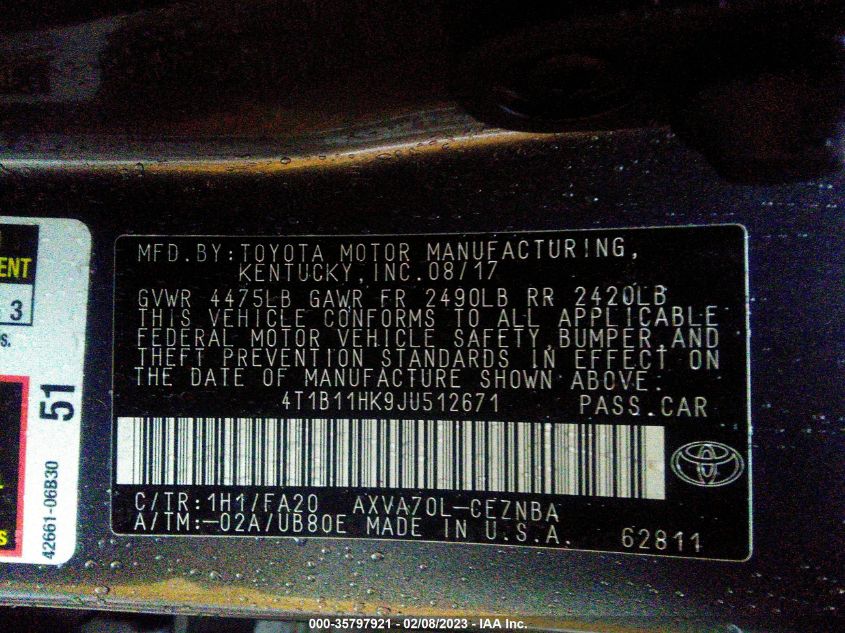 ENT
3
s.
51
42661-06B30
s
MFD.BY:TOYOTA MOTOR MANUFACTURING,
KENTUCKY,INC.08/17
GVWR 4475LB GAWR FR 2490LB RR 2420LB
THIS VEHICLE CONFORMS TO ALL APPLICABLE
FEDERAL MOTOR VEHICLE SAFETY,BUMPER,AND
THEFT PREVENTION STANDARDS IN EFFECT ON
THE DATE OF MANUFACTURE SHOWN ABOVE.
4T1B11HK9JU512671 PASS.CAR
C/TR:1H1/FA20 AXVA70L-CEZNBA
A/TM:-02A/UB80E MADE IN U.S.A. 62811
000-35797921 - 02/08/2023 - IAA Inc.